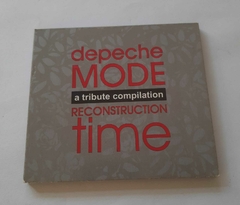 depeche
MODE
a tribute compilation
RECONSTRUCTION
time